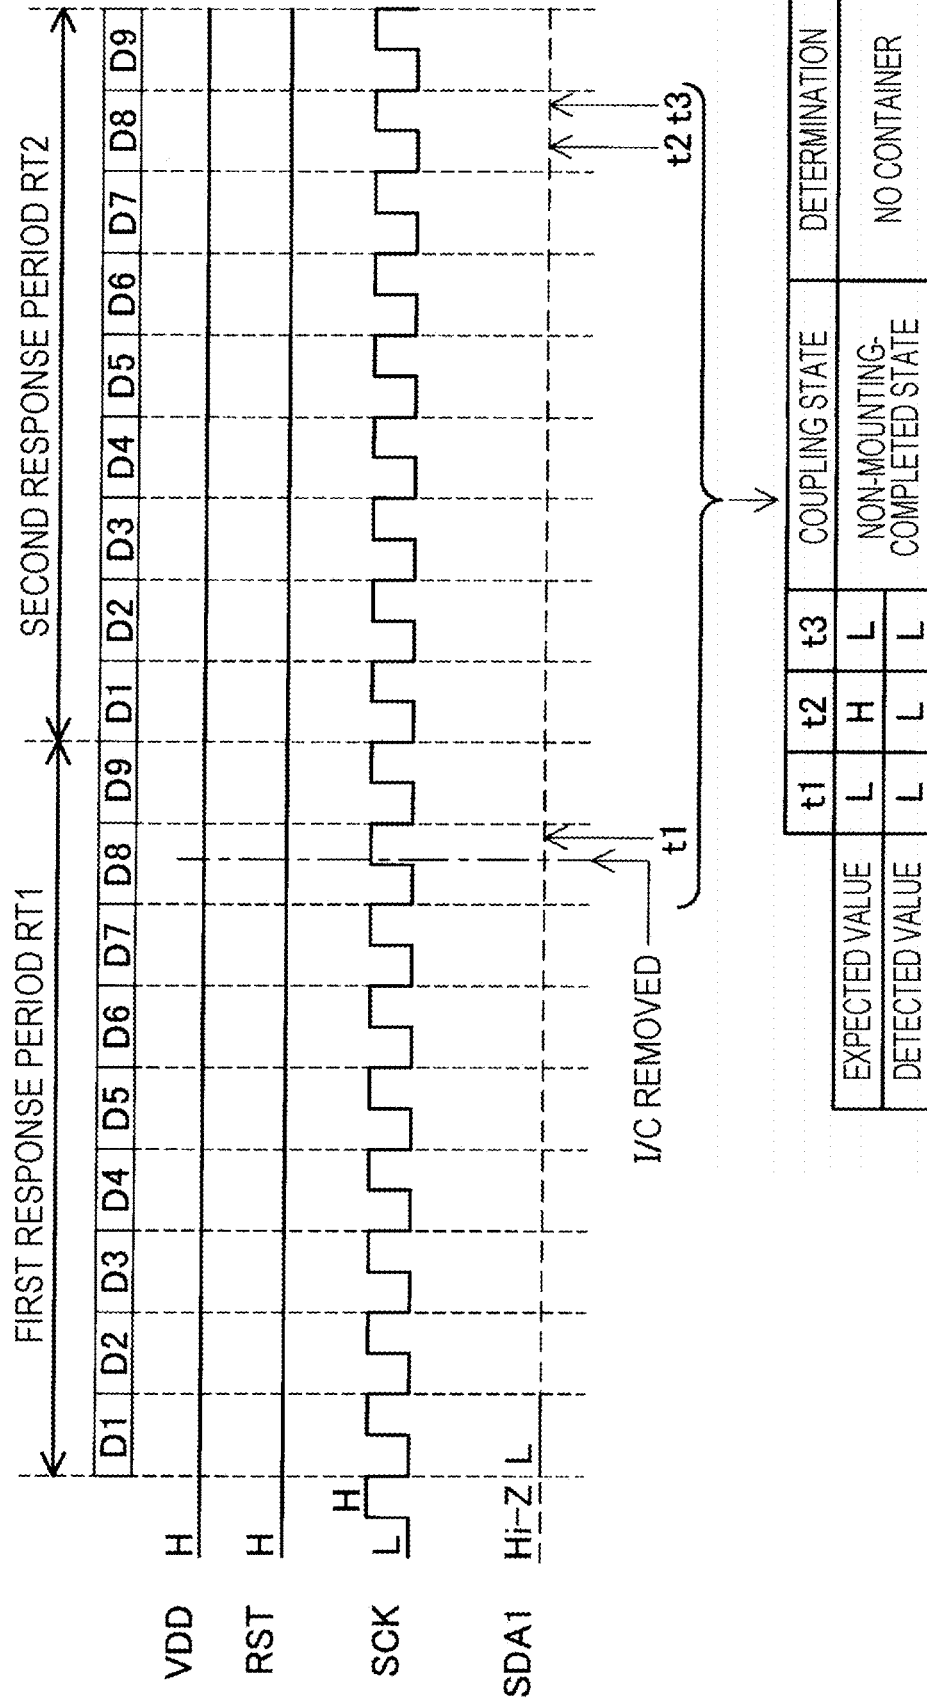 FIRST RESPONSE PERIOD RT1
SECOND RESPONSE PERIOD RT2
D1 D2 D3 D4 D5 D6 D7 D8 D9 D1 D2 D3 D4 D5 D6 D7 D8 D9
VDD H
RST H
SCK L H
SDA1 Hi-Z L
I/C REMOVED
t1
t2 t3
t1 t2 t3 COUPLING STATE DETERMINATION
EXPECTED VALUE L H L
DETECTED VALUE L L L
NON-MOUNTING-
COMPLETED STATE
NO CONTAINER